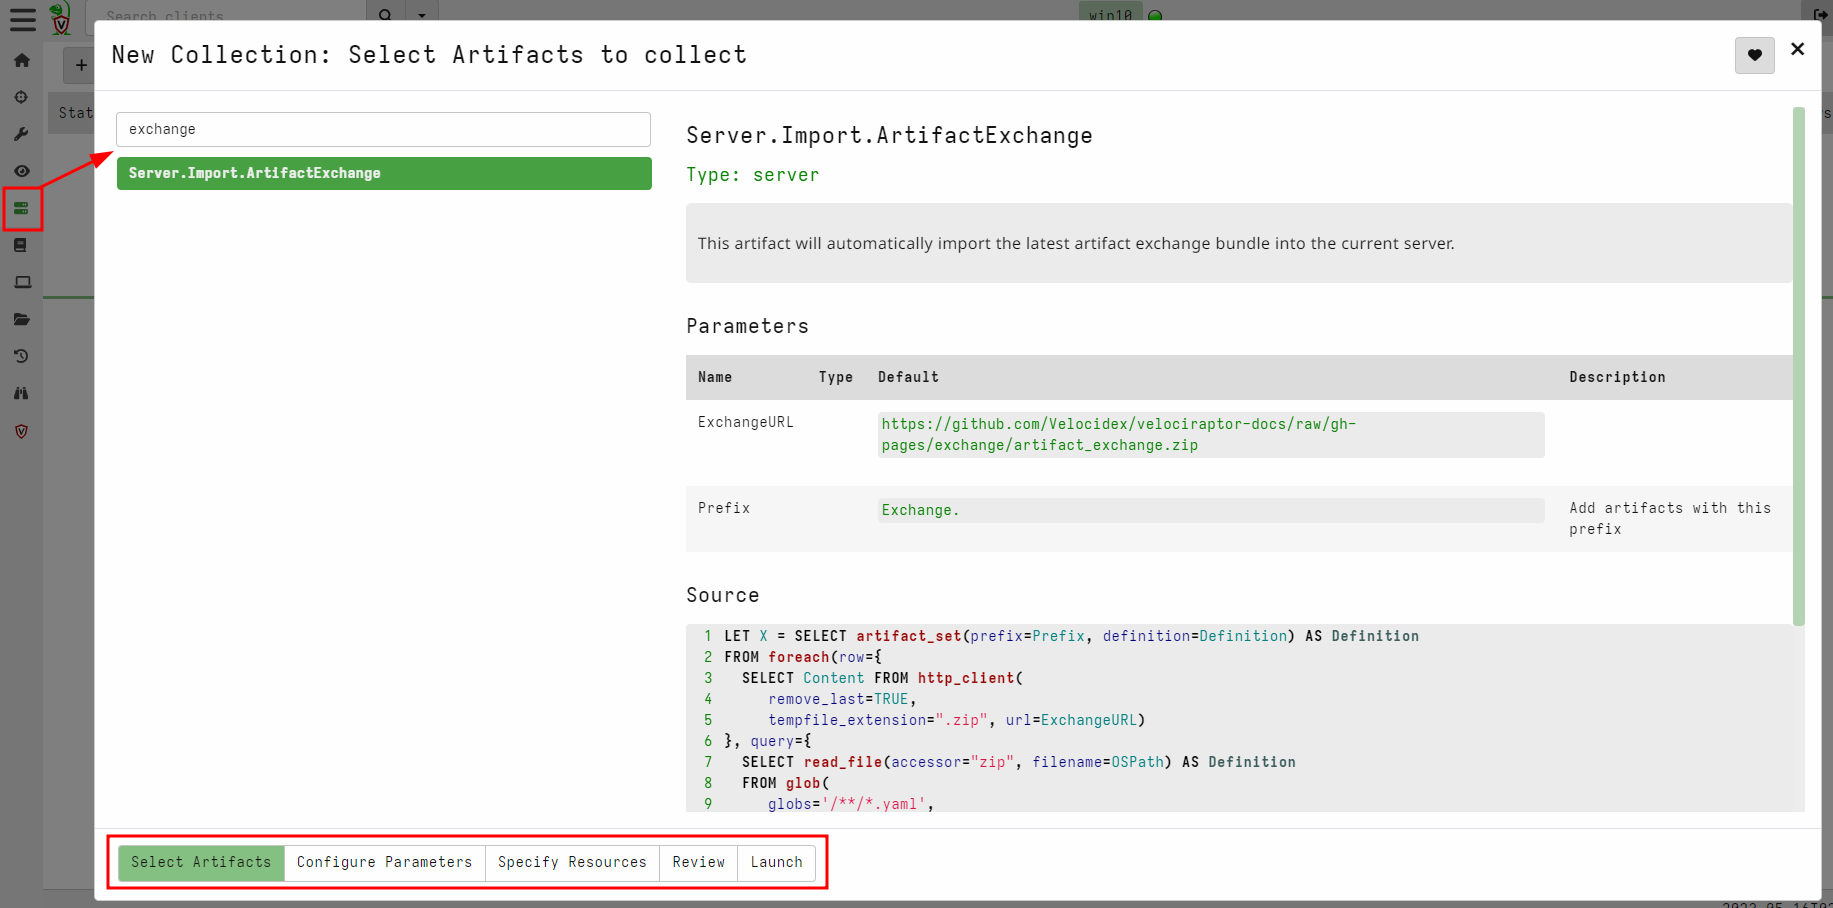 Search clients
win10
New Collection: Select Artifacts to collect
Stat
exchange
Server.Import.ArtifactExchange
Server.Import.ArtifactExchange
Type: server
This artifact will automatically import the latest artifact exchange bundle into the current server.
Parameters
Name Type Default Description
ExchangeURL https://github.com/Velocidex/velociraptor-docs/raw/gh-
pages/exchange/artifact_exchange.zip
Prefix Exchange. Add artifacts with this
prefix
Source
1 LET X = SELECT artifact_set(prefix=Prefix, definition=Definition) AS Definition
2 FROM foreach(row={
3 SELECT Content FROM http_client(
4 remove_last=TRUE,
5 tempfile_extension=".zip", url=ExchangeURL)
6 }, query={
7 SELECT read_file(accessor="zip", filename=OSPath) AS Definition
8 FROM glob(
9 globs='/**/*.yaml',
Select Artifacts Configure Parameters Specify Resources Review Launch